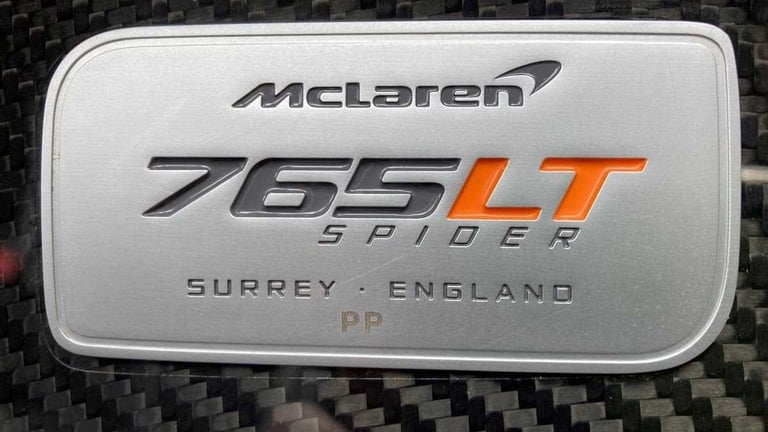 McLaren
765LT
SPIDER
SURREY · ENGLAND
PP